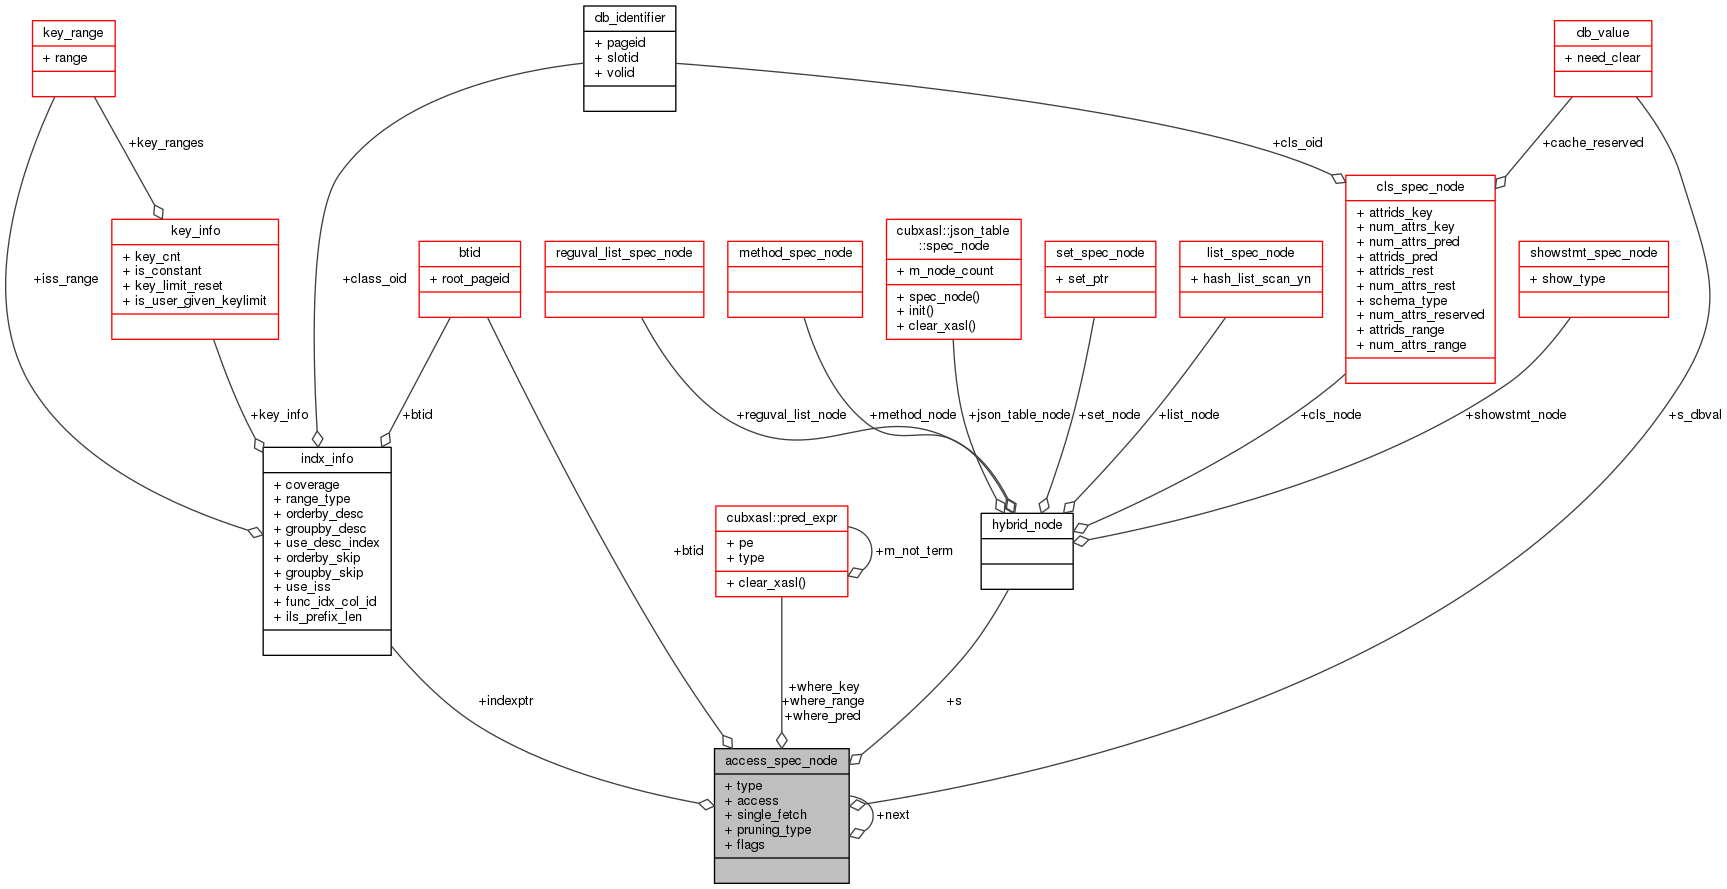 db_identifier
+ pageid
+ slotid
+ volid
key_range
+ range
db_value
+ need_clear
+key_ranges
+cls_oid
+cache_reserved
cls_spec_node
+ attrids_key
+ num_attrs_key
+ num_attrs_pred
+ attrids_pred
+ attrids_rest
+ num_attrs_rest
+ schema_type
+ num_attrs_reserved
+ attrids_range
+ num_attrs_range
key_info
+ key_cnt
+ is_constant
+ key_limit_reset
+ is_user_given_keylimit
+iss_range
+class_oid
btid
+ root_pageid
reguval_list_spec_node
method_spec_node
cubxasl::json_table
::spec_node
+ m_node_count
+ spec_node()
+ init()
+ clear_xasl()
set_spec_node
+ set_ptr
list_spec_node
+ hash_list_scan_yn
showstmt_spec_node
+ show_type
+key_info
+btid
+reguval_list_node
+method_node
+json_table_node
+set_node
+list_node
+cls_node
+showstmt_node
+s_dbval
indx_info
+ coverage
+ range_type
+ orderby_desc
+ groupby_desc
+ use_desc_index
+ orderby_skip
+ groupby_skip
+ use_iss
+ func_idx_col_id
+ ils_prefix_len
+btid
cubxasl::pred_expr
+ pe
+ type
+ clear_xasl()
+m_not_term
hybrid_node
+indexptr
+where_key
+where_range
+where_pred
+s
access_spec_node
+ type
+ access
+ single_fetch
+ pruning_type
+ flags
+next